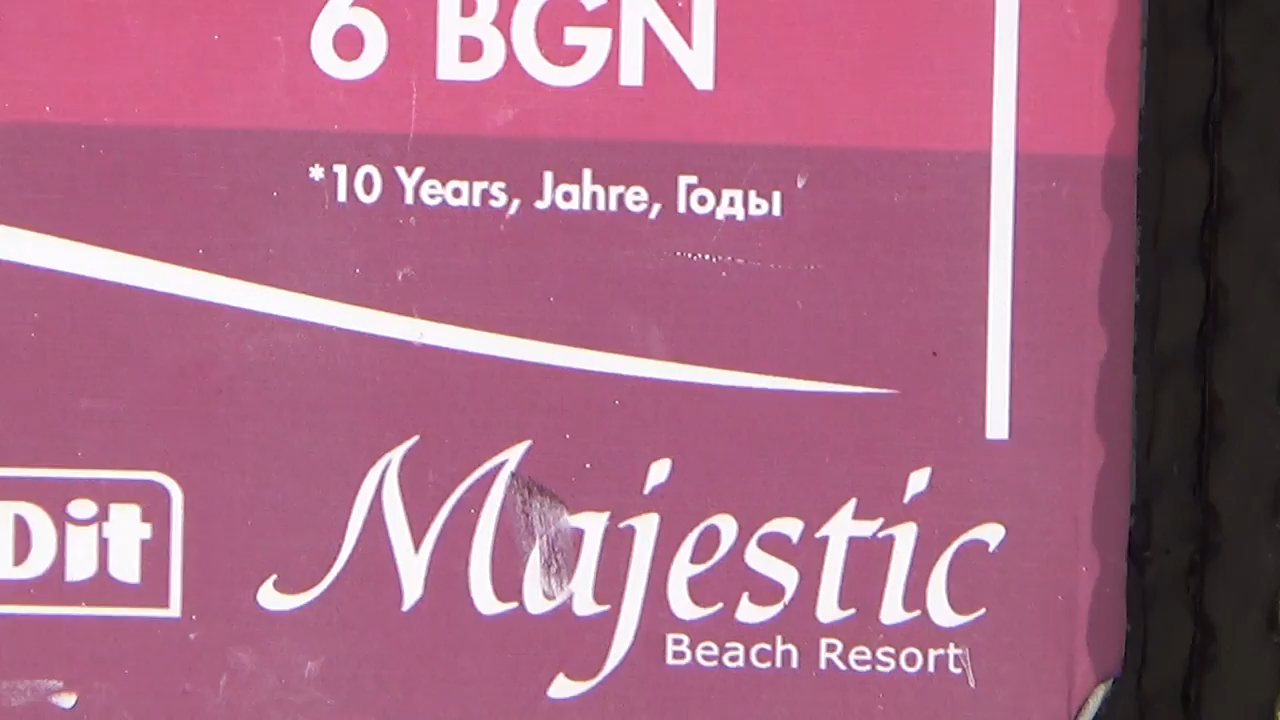 6 BGN
*10 Years, Jahre, Годы
Dit
Majestic
Beach Resort